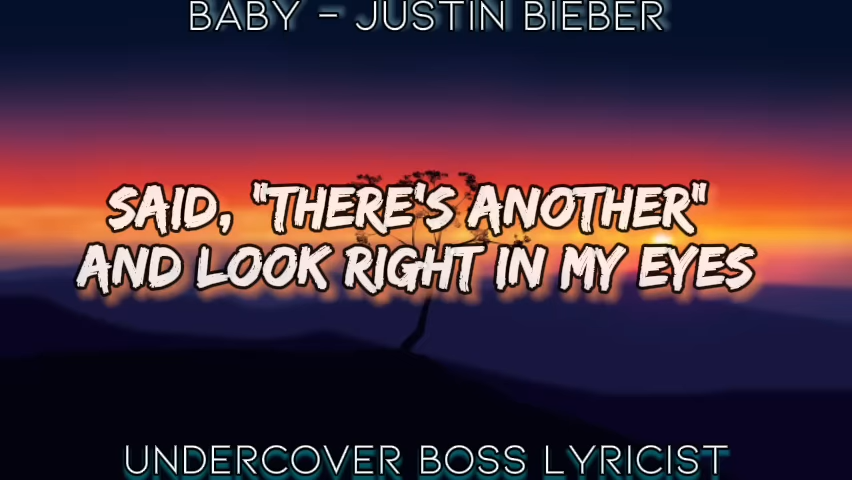 BABY - JUSTIN BIEBER
SAID, "THERE'S ANOTHER"
AND LOOK RIGHT IN MY EYES
UNDERCOVER BOSS LYRICIST